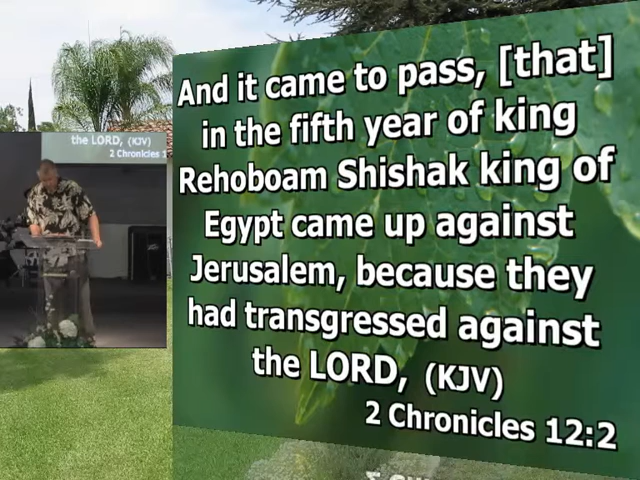 And it came to pass, [that]
in the fifth year of king
Rehoboam Shishak king of
Egypt came up against
Jerusalem, because they
had transgressed against
the LORD, (KJV)
2 Chronicles 12:2
the LORD, (KJV)
2 Chronicles 1